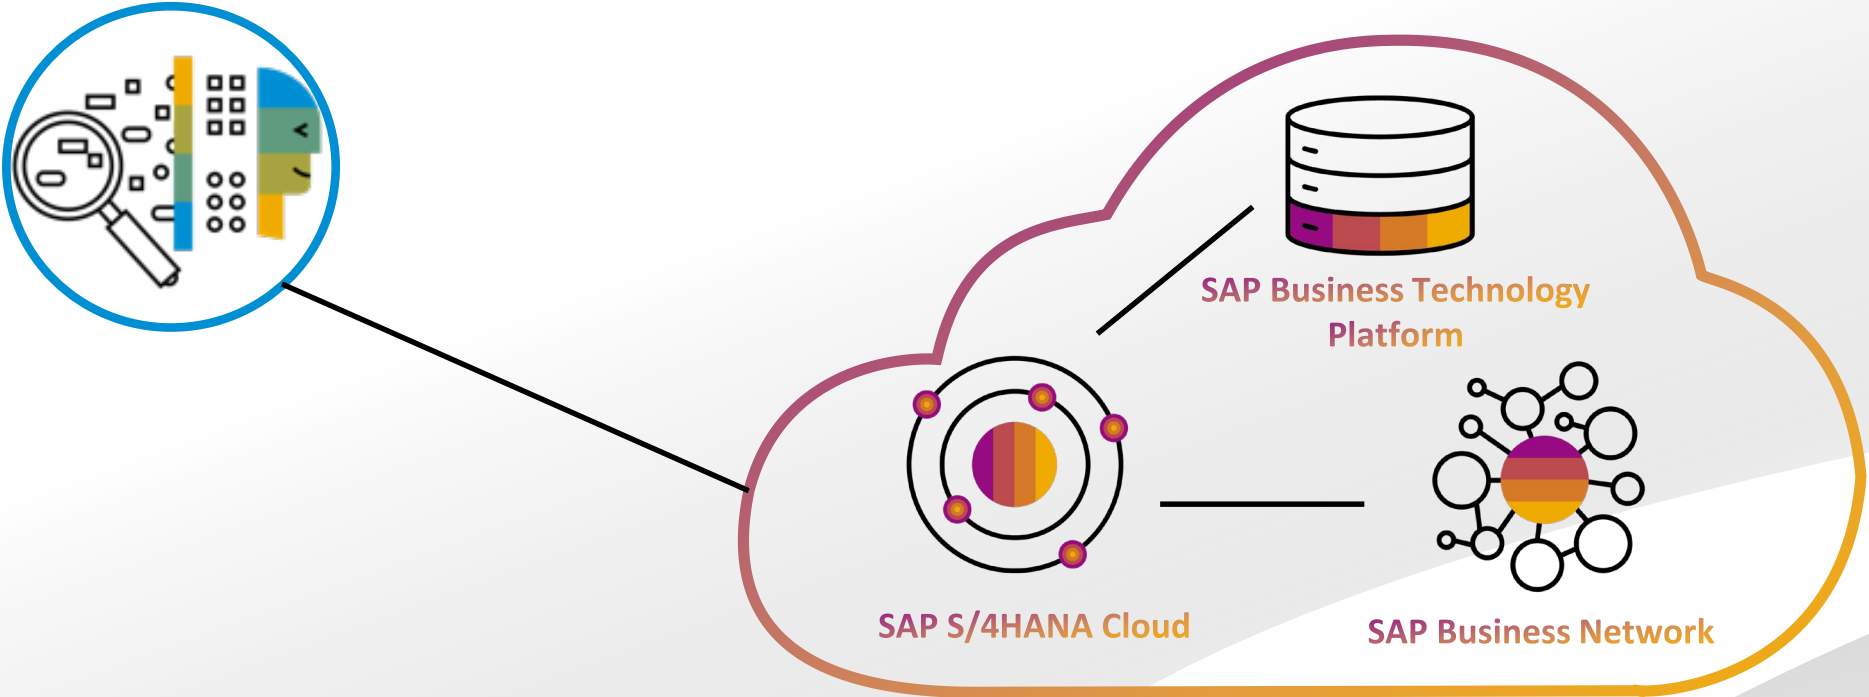 SAP Business Technology
Platform
SAP S/4HANA Cloud
SAP Business Network